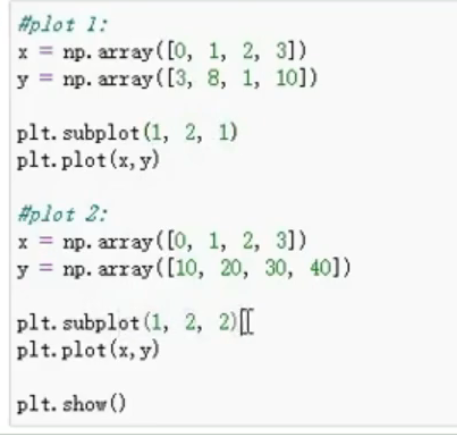 #plot 1:
x = np.array([0, 1, 2, 3])
y = np.array([3, 8, 1, 10])
plt.subplot(1, 2, 1)
plt.plot(x,y)
#plot 2:
x = np.array([0, 1, 2, 3])
y = np.array([10, 20, 30, 40])
plt.subplot(1, 2, 2)
plt.plot(x,y)
plt.show()